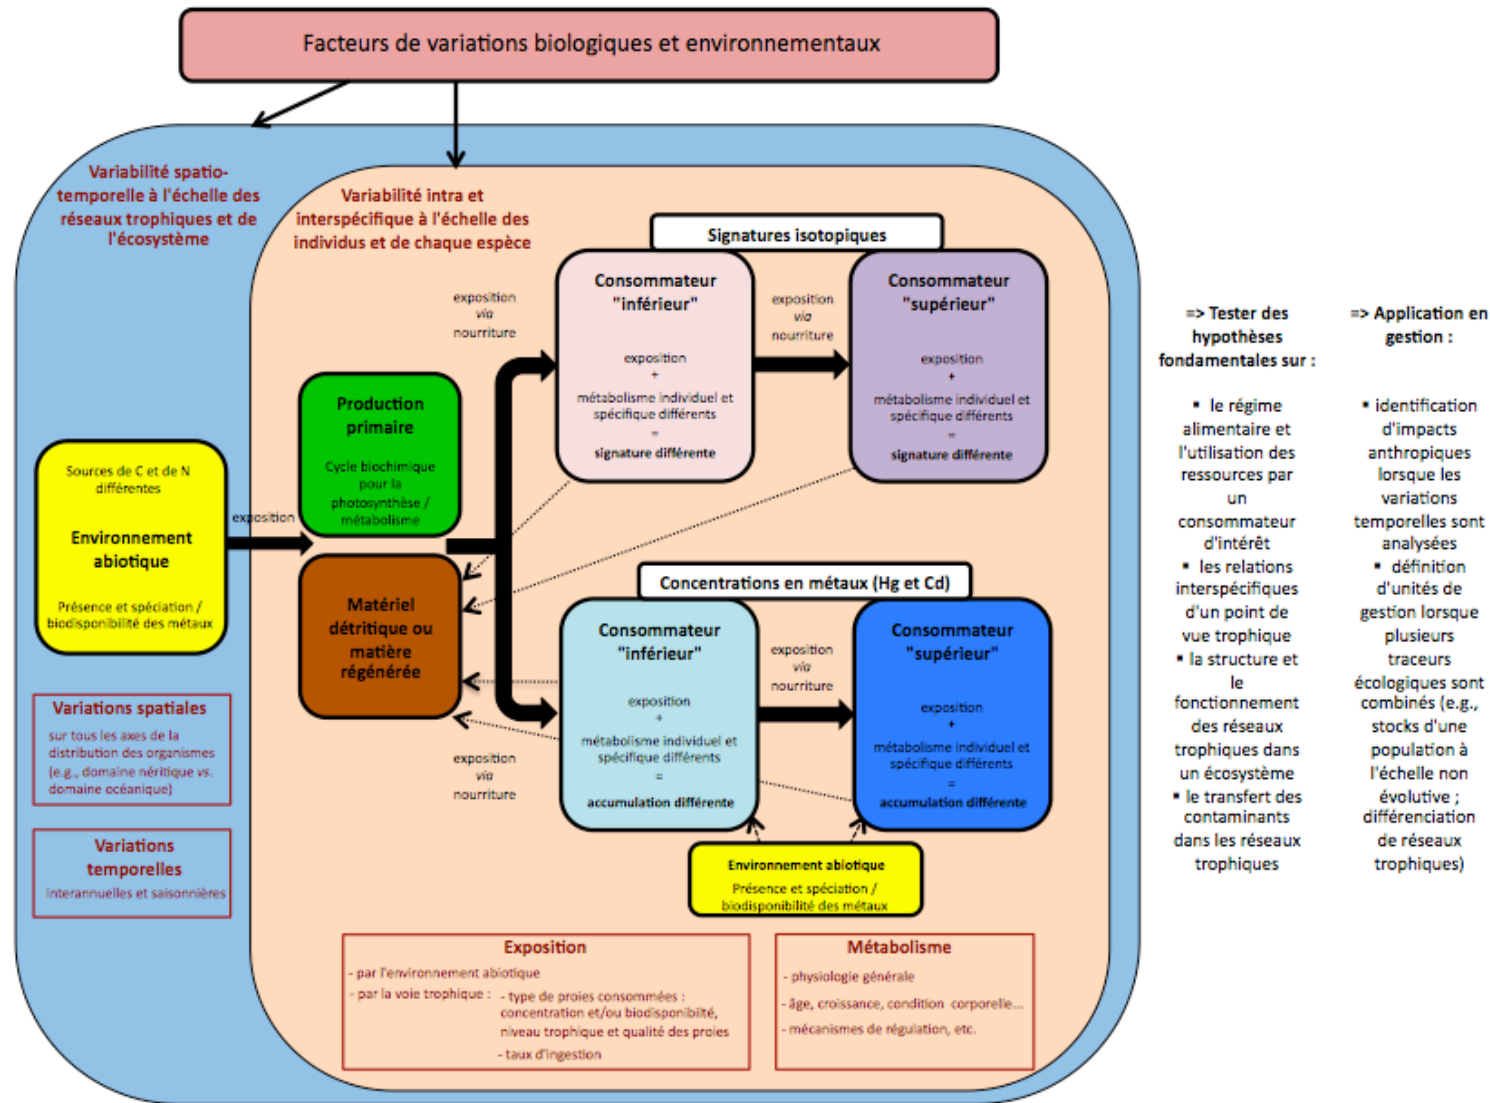 Facteurs de variations biologiques et environnementaux
Variabilité spatio-
temporelle à l'échelle des
réseaux trophiques et de
l'écosystème
Variabilité intra et
interspécifique à l'échelle des
individus et de chaque espèce
Signatures isotopiques
exposition
via
nourriture
Consommateur
"inférieur"
exposition
+
métabolisme individuel et
spécifique différents
=
signature différente
exposition
via
nourriture
Consommateur
"supérieur"
exposition
+
métabolisme individuel et
spécifique différents
=
signature différente
Sources de C et de N
différentes
Environnement
abiotique
Présence et spéciation /
biodisponibilité des métaux
exposition
Production
primaire
Cycle biochimique
pour la
photosynthèse /
métabolisme
Matériel
détritique ou
matière
régénérée
Concentrations en métaux (Hg et Cd)
exposition
via
nourriture
Consommateur
"inférieur"
exposition
+
métabolisme individuel et
spécifique différents
=
accumulation différente
exposition
via
nourriture
Consommateur
"supérieur"
exposition
+
métabolisme individuel et
spécifique différents
=
accumulation différente
Environnement abiotique
Présence et spéciation /
biodisponibilité des métaux
Variations spatiales
sur tous les axes de la
distribution des organismes
(e.g., domaine néritique vs.
domaine océanique)
Variations
temporelles
interannuelles et saisonnières
Exposition
- par l'environnement abiotique
- par la voie trophique : - type de proies consommées :
concentration et/ou biodisponibilté,
niveau trophique et qualité des proies
- taux d'ingestion
Métabolisme
- physiologie générale
- âge, croissance, condition corporelle...
- mécanismes de régulation, etc.
=> Tester des
hypothèses
fondamentales sur :
▪ le régime
alimentaire et
l'utilisation des
ressources par
un
consommateur
d'intérêt
▪ les relations
interspécifiques
d'un point de
vue trophique
▪ la structure et
le
fonctionnement
des réseaux
trophiques dans
un écosystème
▪ le transfert des
contaminants
dans les réseaux
trophiques
=> Application en
gestion :
▪ identification
d'impacts
anthropiques
lorsque les
variations
temporelles sont
analysées
▪ définition
d'unités de
gestion lorsque
plusieurs
traceurs
écologiques sont
combinés (e.g.,
stocks d'une
population à
l'échelle non
évolutive ;
différenciation
de réseaux
trophiques)